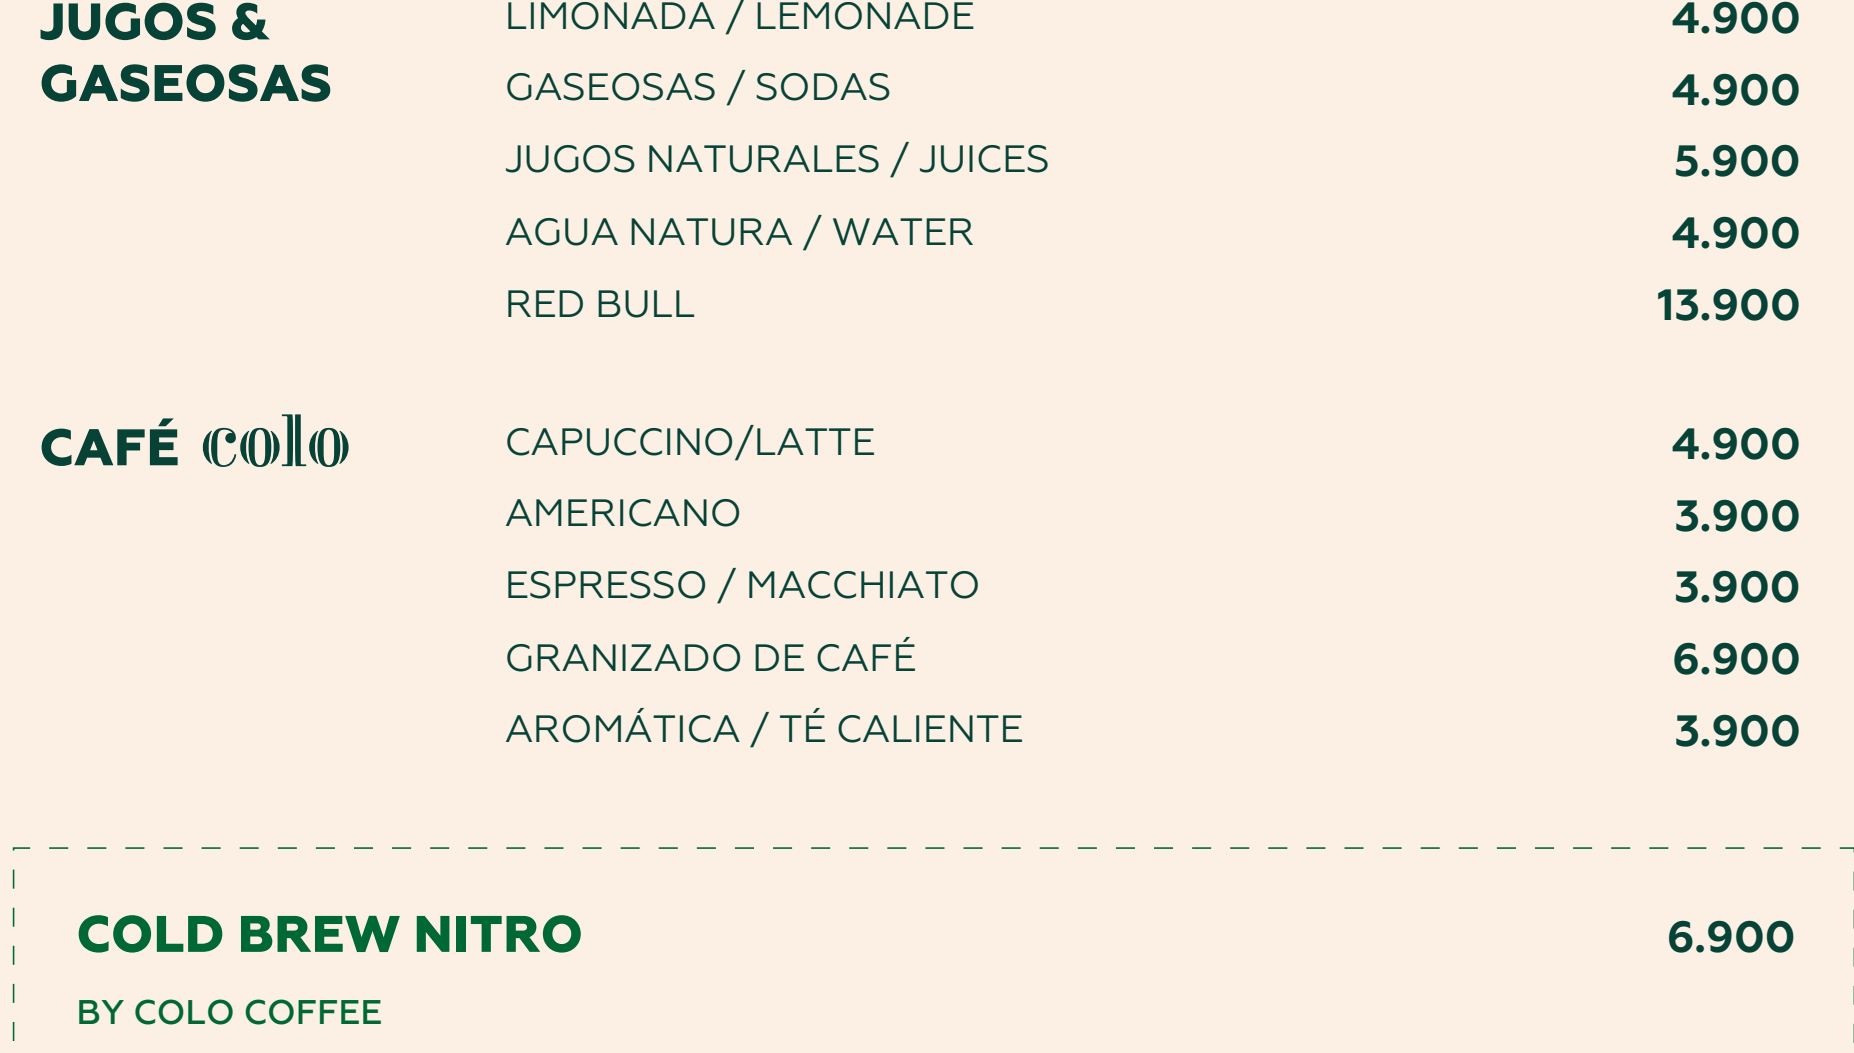 JUGOS &
GASEOSAS
LIMONADA / LEMONADE 4.900
GASEOSAS / SODAS 4.900
JUGOS NATURALES / JUICES 5.900
AGUA NATURA / WATER 4.900
RED BULL 13.900
CAFÉ colo
CAPUCCINO/LATTE 4.900
AMERICANO 3.900
ESPRESSO / MACCHIATO 3.900
GRANIZADO DE CAFÉ 6.900
AROMÁTICA / TÉ CALIENTE 3.900
COLD BREW NITRO 6.900
BY COLO COFFEE